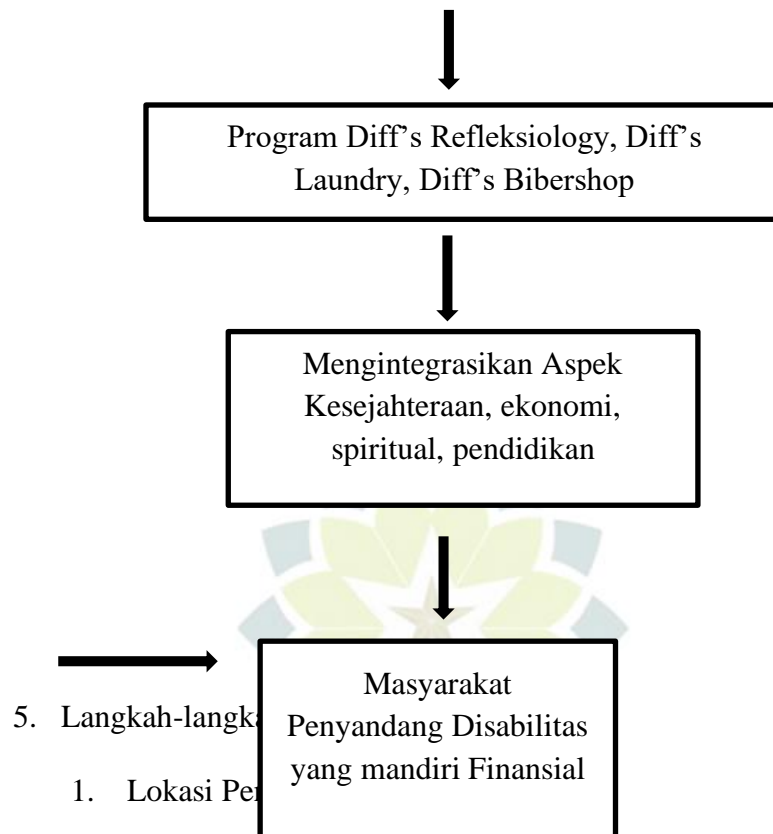 Program Diff’s Refleksiology, Diff’s
Laundry, Diff’s Bibershop
Mengintegrasikan Aspek
Kesejahteraan, ekonomi,
spiritual, pendidikan
Masyarakat
Penyandang Disabilitas
yang mandiri Finansial
5. Langkah-langka
1. Lokasi Pe